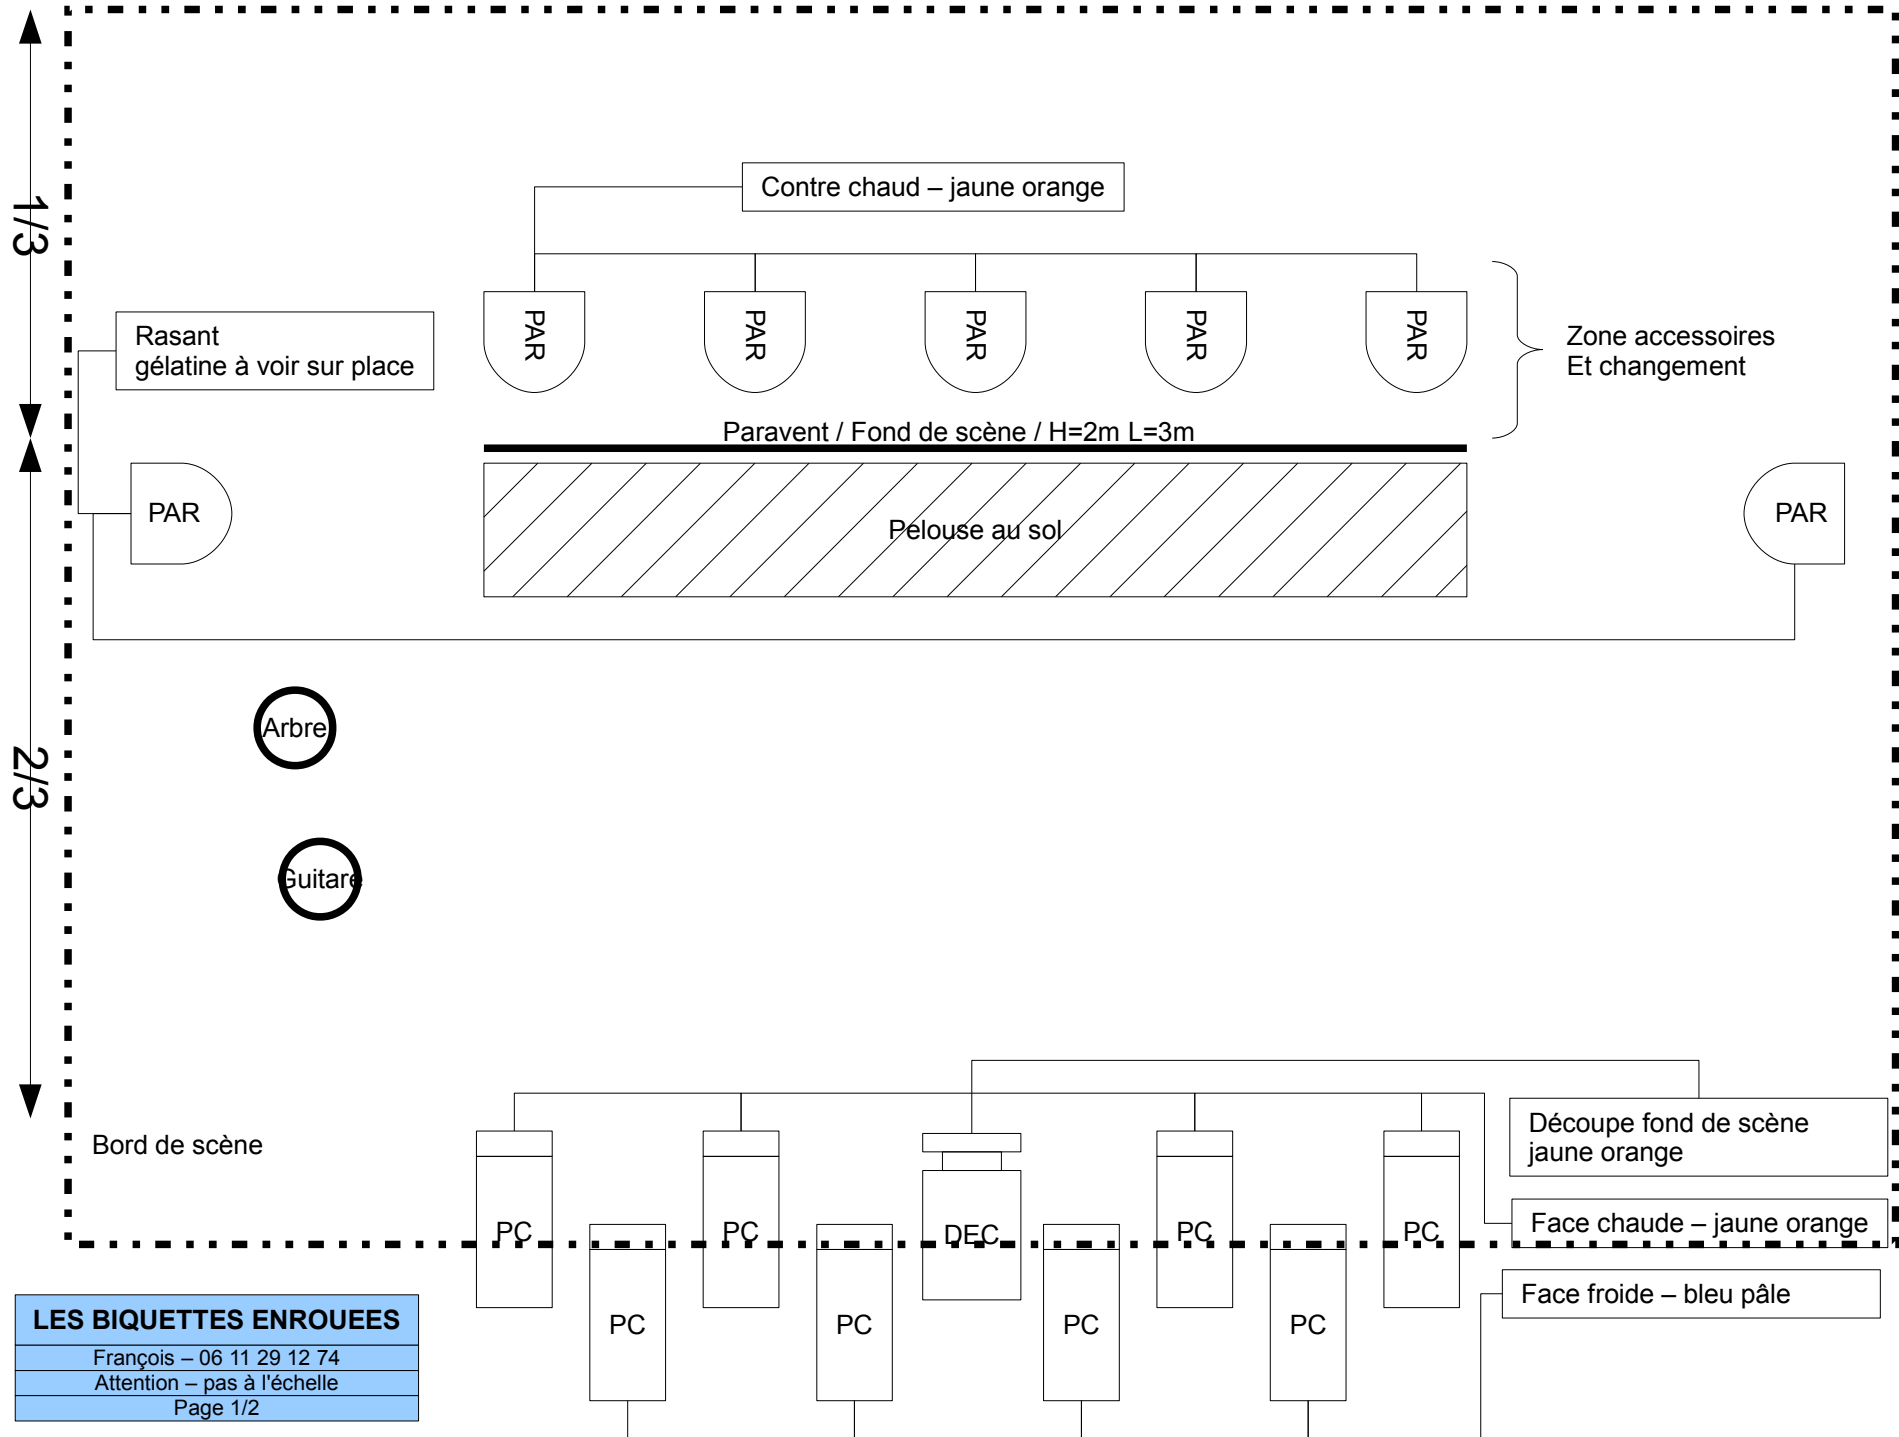 1/3
Contre chaud – jaune orange
PAR
PAR
PAR
PAR
PAR
Rasant
gélatine à voir sur place
Zone accessoires
Et changement
Paravent / Fond de scène / H=2m L=3m
PAR
Pelouse au sol
PAR
2/3
Arbre
Guitare
Bord de scène
Découpe fond de scène
jaune orange
PC
PC
DEC
PC
PC
Face chaude – jaune orange
Face froide – bleu pâle
PC
PC
PC
PC
LES BIQUETTES ENROUEES
François – 06 11 29 12 74
Attention – pas à l'échelle
Page 1/2